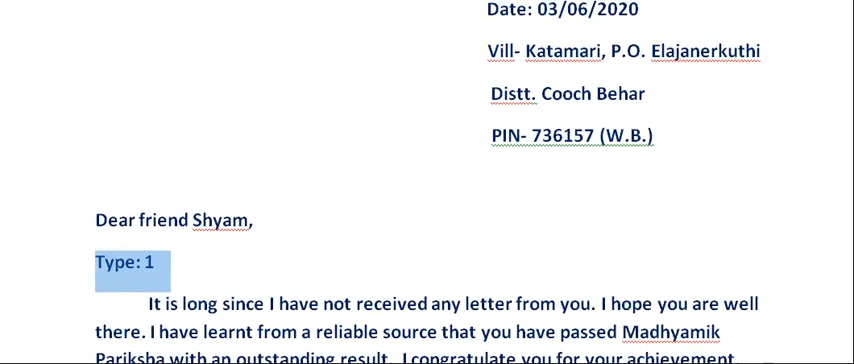 Date: 03/06/2020
Vill- Katamari, P.O. Elajanerkuthi
Distt. Cooch Behar
PIN- 736157 (W.B.)
Dear friend Shyam,
Type: 1
It is long since I have not received any letter from you. I hope you are well
there. I have learnt from a reliable source that you have passed Madhyamik
Pariksha with an outstanding result. I congratulate you for your achievement